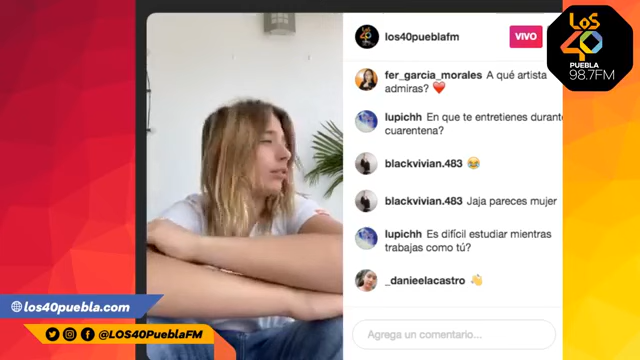 los40pueblafm
VIVO
LOS
40
PUEBLA
98.7FM
fer_garcia_morales A qué artista
admiras? ❤️
lupichh En que te entretienes durant
cuarentena?
blackvivian.483 😂
blackvivian.483 Jaja pareces mujer
lupichh Es difícil estudiar mientras
trabajas como tú?
_danieelacastro 👏
Agrega un comentario...
los40puebla.com
@LOS40PueblaFM